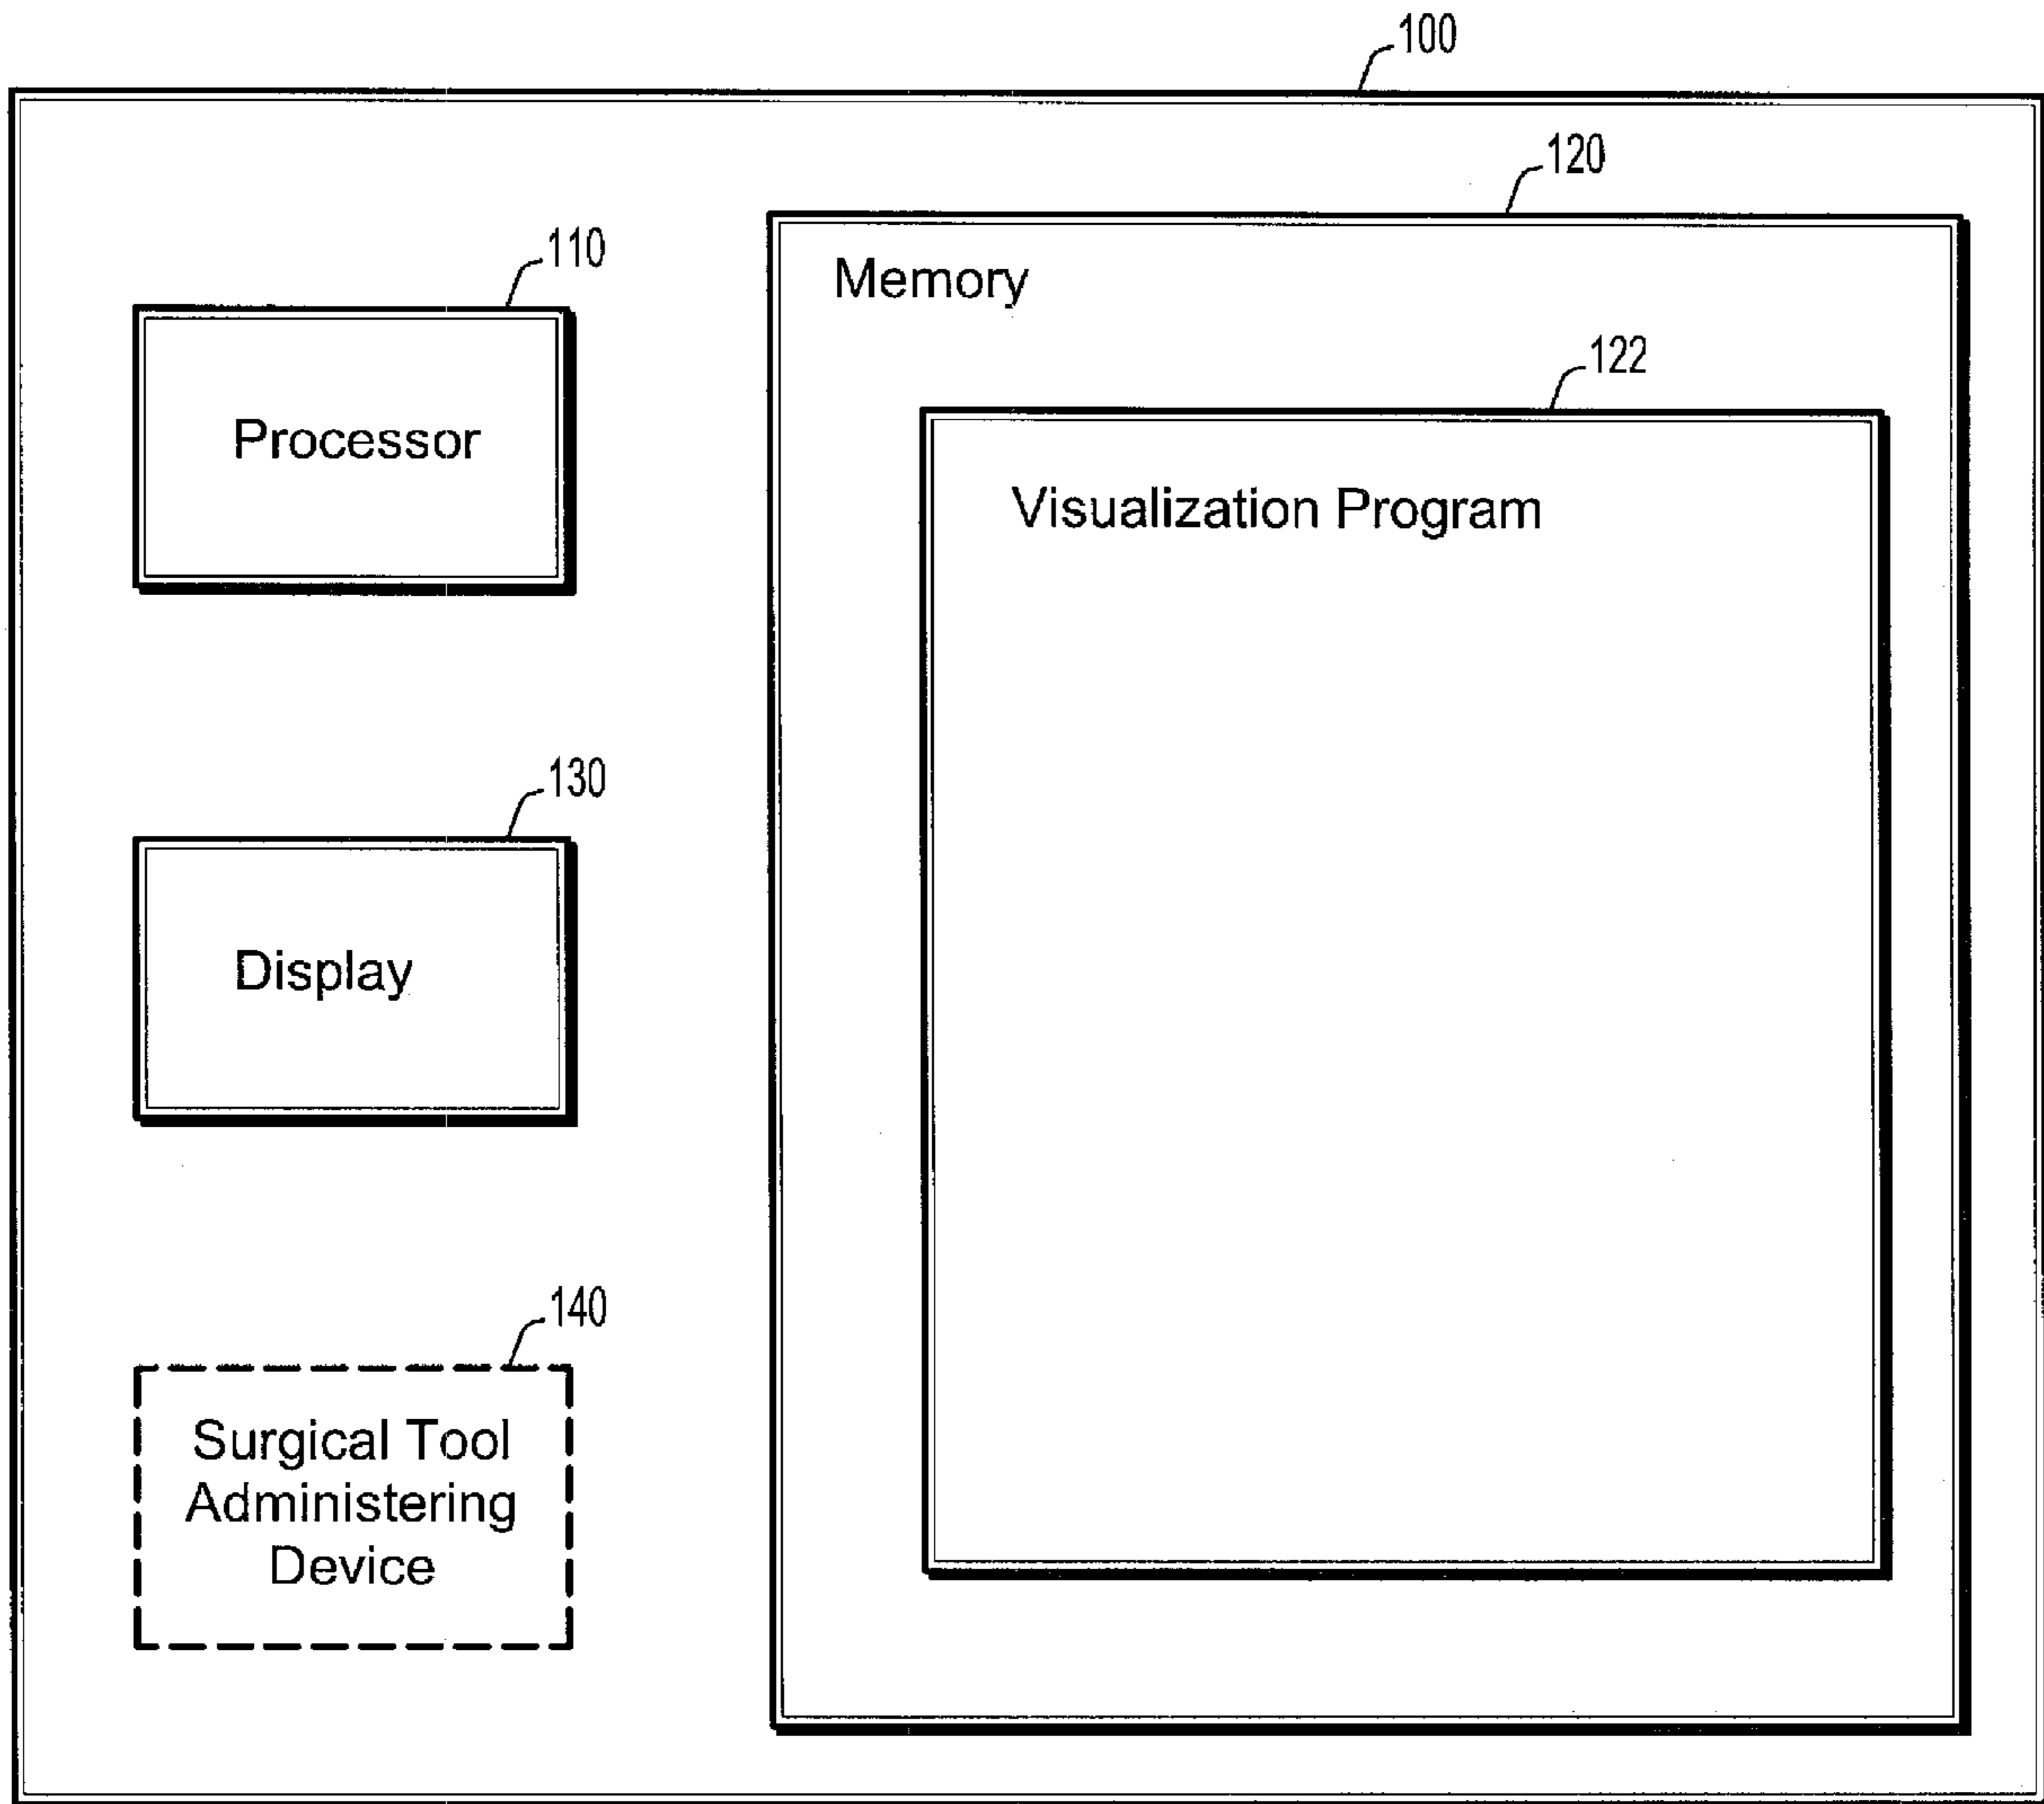 100
120
110
Memory
122
Processor
Visualization Program
130
Display
140
Surgical Tool
Administering
Device